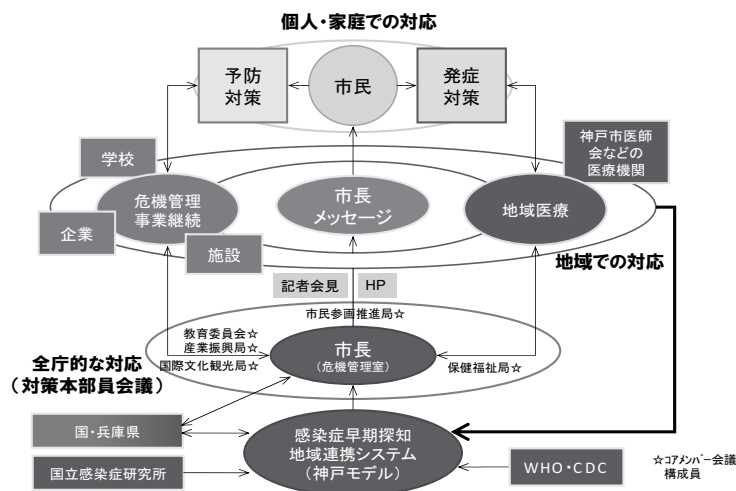 個人・家庭での対応
予防
対策
市民
発症
対策
学校
神戸市医師
会などの
医療機関
危機管理
事業継続
市長
メッセージ
地域医療
企業
施設
地域での対応
記者会見
HP
市民参画推進局☆
教育委員会☆
産業振興局☆
国際文化観光局☆
市長
(危機管理室)
保健福祉局☆
全庁的な対応
(対策本部員会議)
国・兵庫県
感染症早期探知
地域連携システム
(神戸モデル)
国立感染症研究所
WHO・CDC
☆コアメンバー会議
構成員